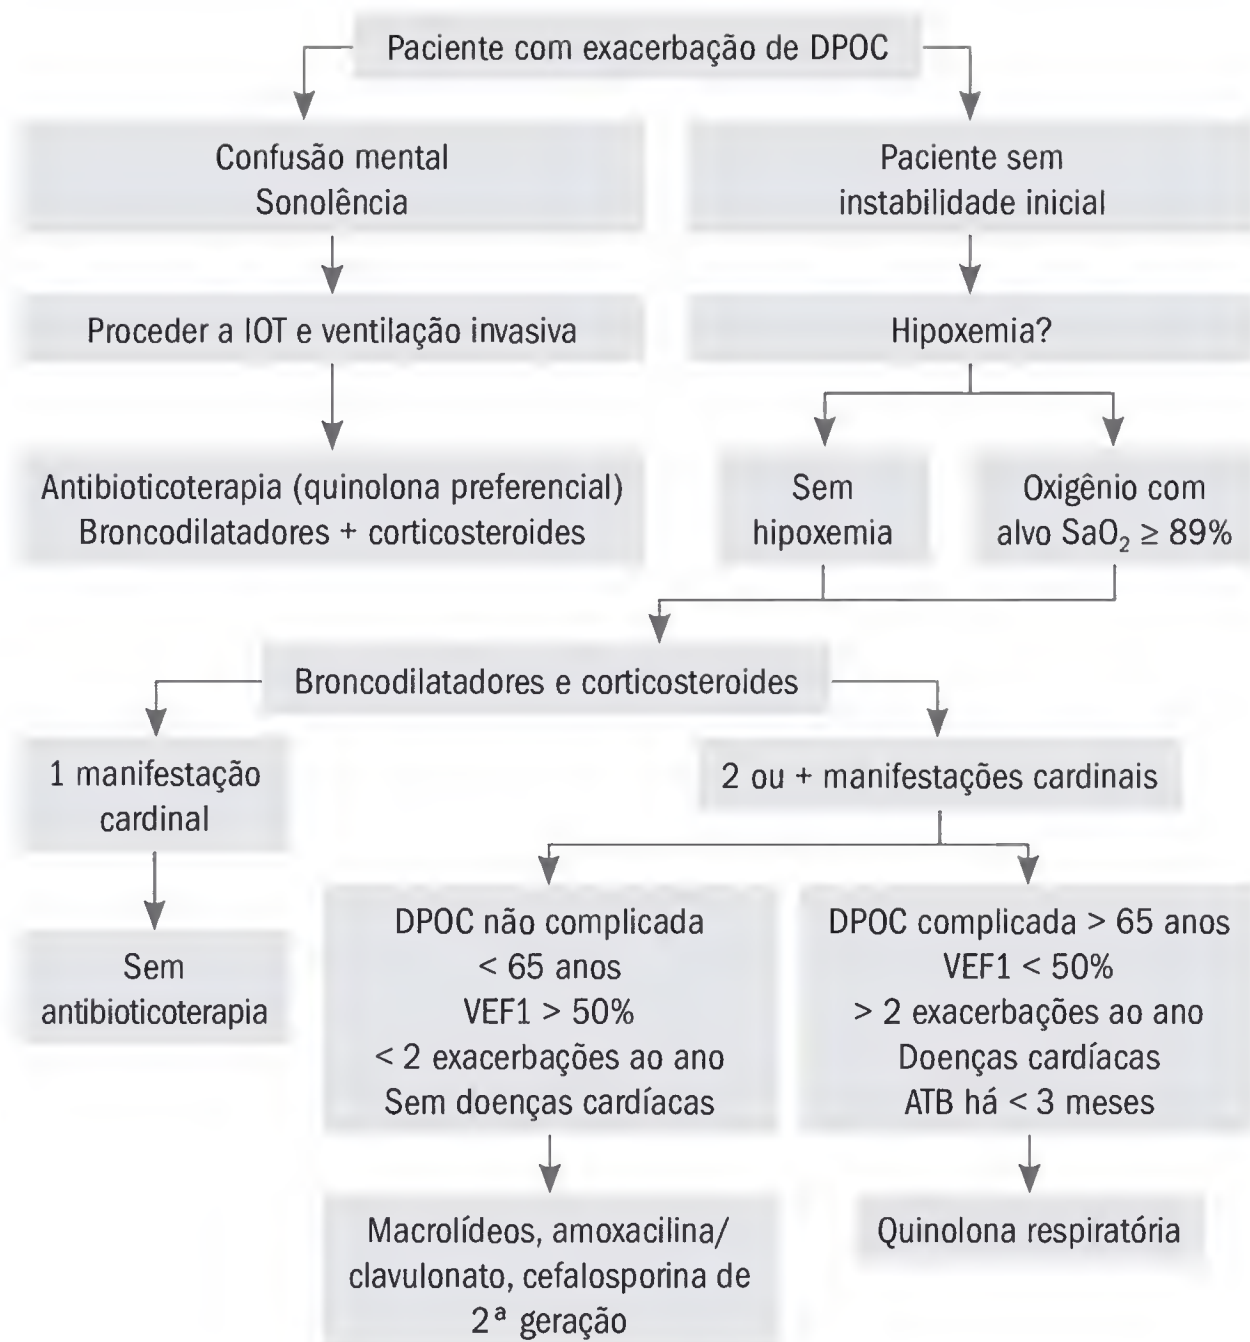 Paciente com exacerbação de DPOC
Confusão mental
Sonolência
Paciente sem
instabilidade inicial
Proceder a IOT e ventilação invasiva
Hipoxemia?
Antibioticoterapia (quinolona preferencial)
Broncodilatadores + corticosteroides
Sem
hipoxemia
Oxigênio com
alvo SaO₂ ≥ 89%
Broncodilatadores e corticosteroides
1 manifestação
cardinal
2 ou + manifestações cardinais
Sem
antibioticoterapia
DPOC não complicada
< 65 anos
VEF1 > 50%
< 2 exacerbações ao ano
Sem doenças cardíacas
DPOC complicada > 65 anos
VEF1 < 50%
> 2 exacerbações ao ano
Doenças cardíacas
ATB há < 3 meses
Macrolídeos, amoxacilina/
clavulonato, cefalosporina de
2ª geração
Quinolona respiratória